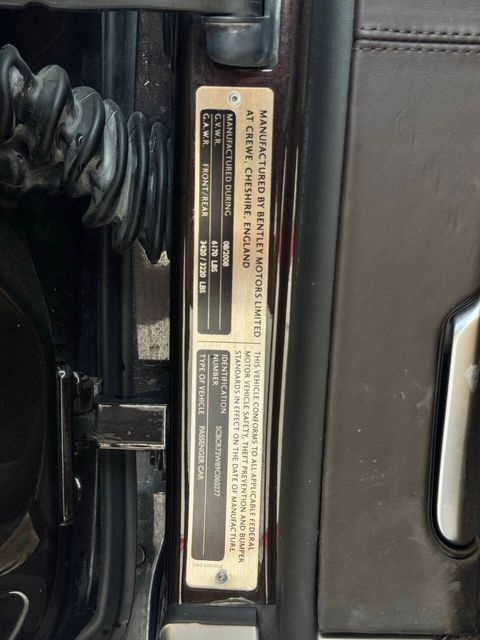 MANUFACTURED BY BENTLEY MOTORS LIMITED
AT CREWE, CHESHIRE, ENGLAND
MANUFACTURED DURING 08/2008
G.V.W.R. 6170 LBS
G.A.W.R. FRONT/REAR 3420 / 3220 LBS
THIS VEHICLE CONFORMS TO ALL APPLICABLE FEDERAL
MOTOR VEHICLE SAFETY, THEFT PREVENTION AND BUMPER
STANDARDS IN EFFECT ON THE DATE OF MANUFACTURE
IDENTIFICATION
NUMBER SCBCR73W89C060277
TYPE OF VEHICLE PASSENGER CAR